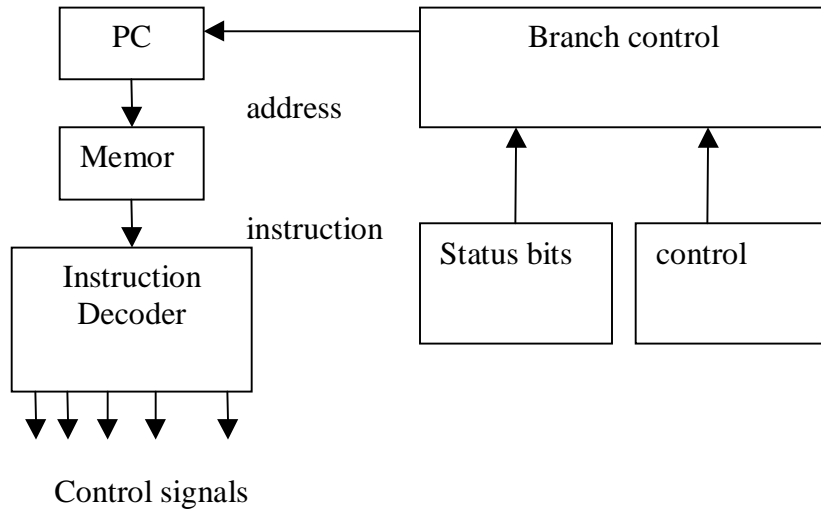 PC
Branch control
address
Memor
instruction
Status bits
control
Instruction
Decoder
Control signals